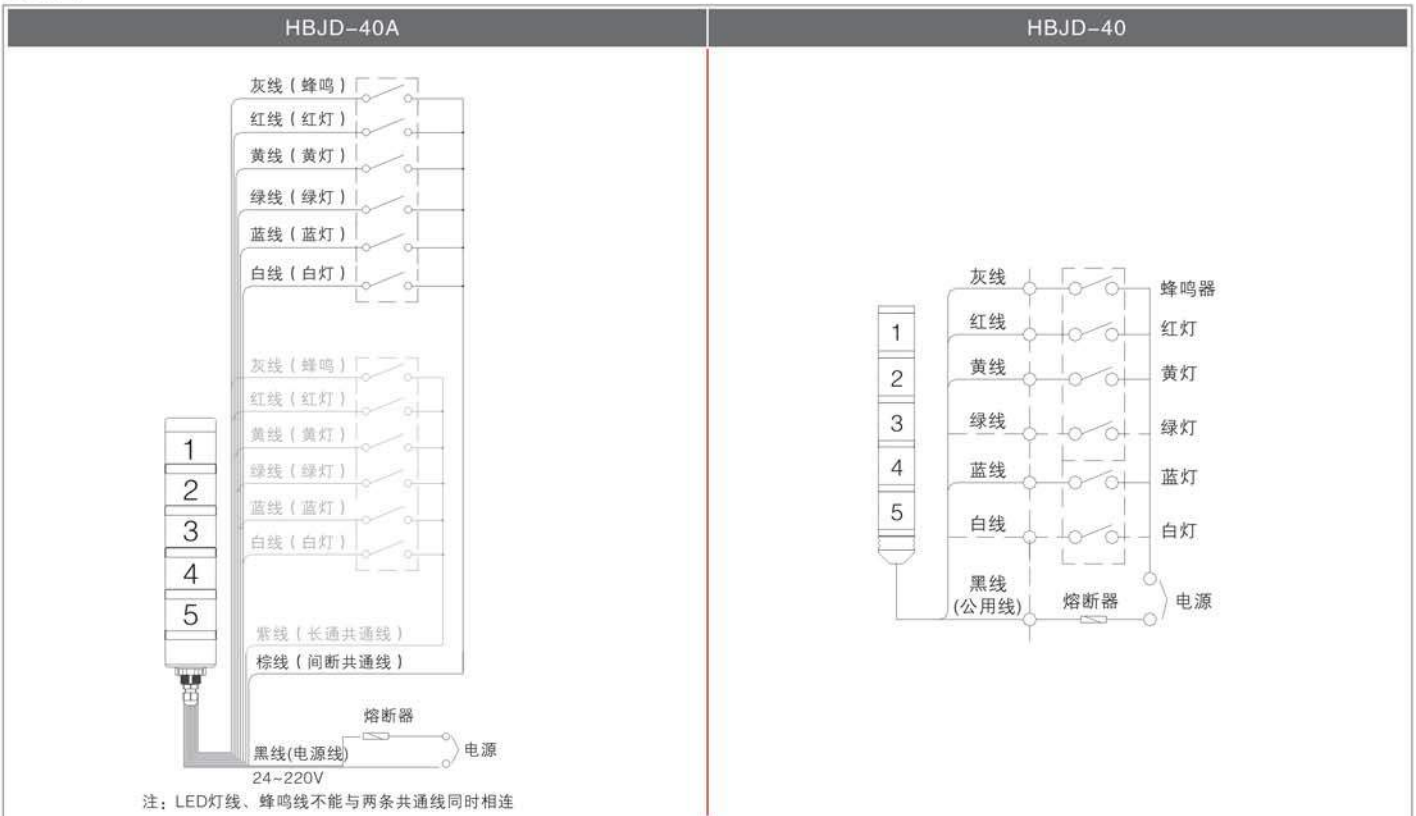 HBJD-40A
灰线（蜂鸣）
红线（红灯）
黄线（黄灯）
绿线（绿灯）
蓝线（蓝灯）
白线（白灯）
灰线（蜂鸣）
红线（红灯）
黄线（黄灯）
绿线（绿灯）
蓝线（蓝灯）
白线（白灯）
1
2
3
4
5
紫线（长通共通线）
棕线（间断共通线）
熔断器
黑线(电源线)
电源
24~220V
注：LED灯线、蜂鸣线不能与两条共通线同时相连
HBJD-40
1
2
3
4
5
灰线 蜂鸣器
红线 红灯
黄线 黄灯
绿线 绿灯
蓝线 蓝灯
白线 白灯
黑线
(公用线) 熔断器 电源